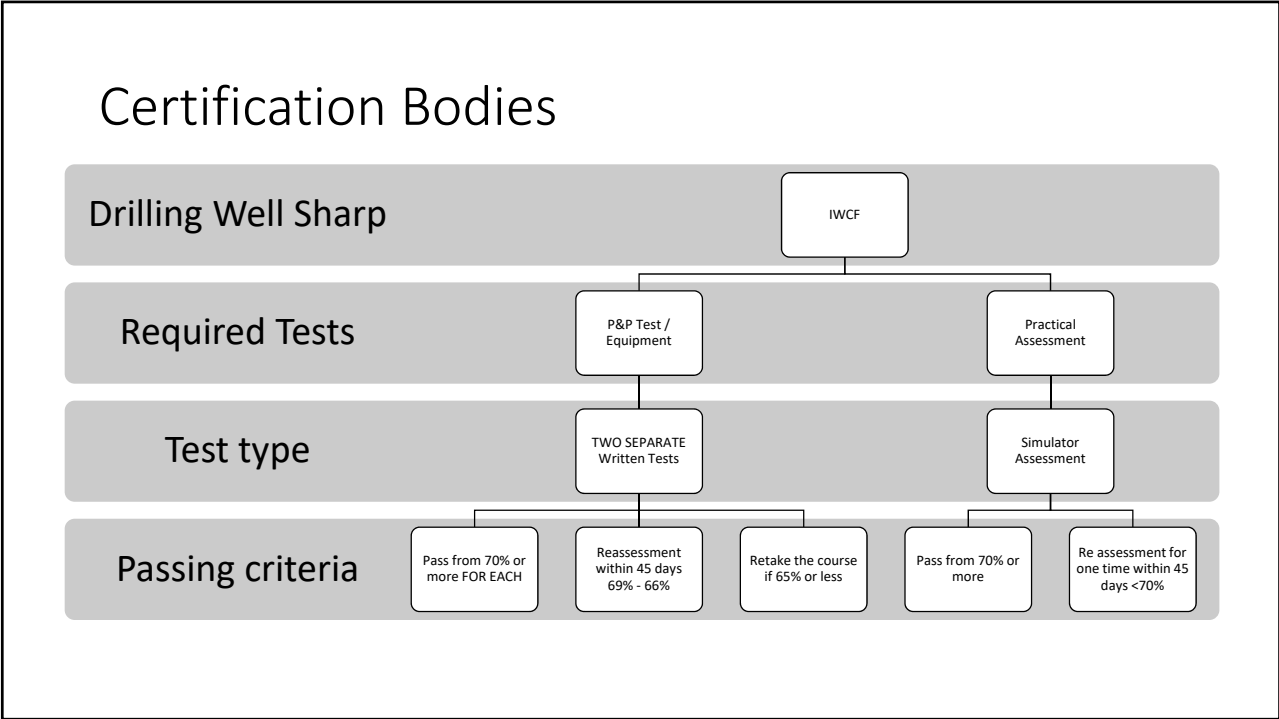 Certification Bodies
Drilling Well Sharp
IWCF
Required Tests
P&P Test /
Equipment
Practical
Assessment
Test type
TWO SEPARATE
Written Tests
Simulator
Assessment
Passing criteria
Pass from 70% or
more FOR EACH
Reassessment
within 45 days
69% - 66%
Retake the course
if 65% or less
Pass from 70% or
more
Re assessment for
one time within 45
days <70%